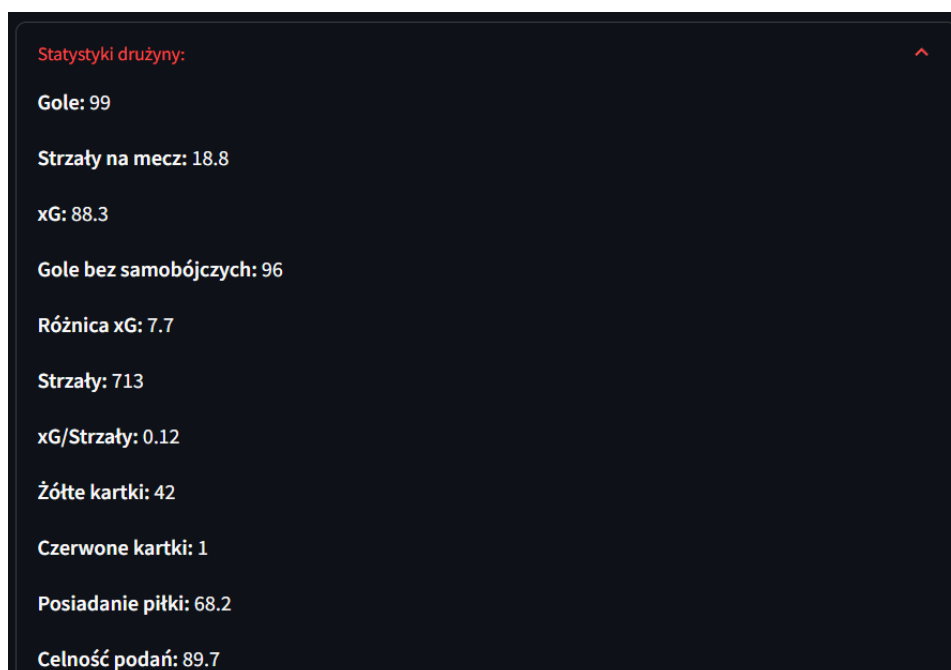 Statystyki drużyny:
Gole: 99
Strzały na mecz: 18.8
xG: 88.3
Gole bez samobójczych: 96
Różnica xG: 7.7
Strzały: 713
xG/Strzały: 0.12
Żółte kartki: 42
Czerwone kartki: 1
Posiadanie piłki: 68.2
Celność podań: 89.7